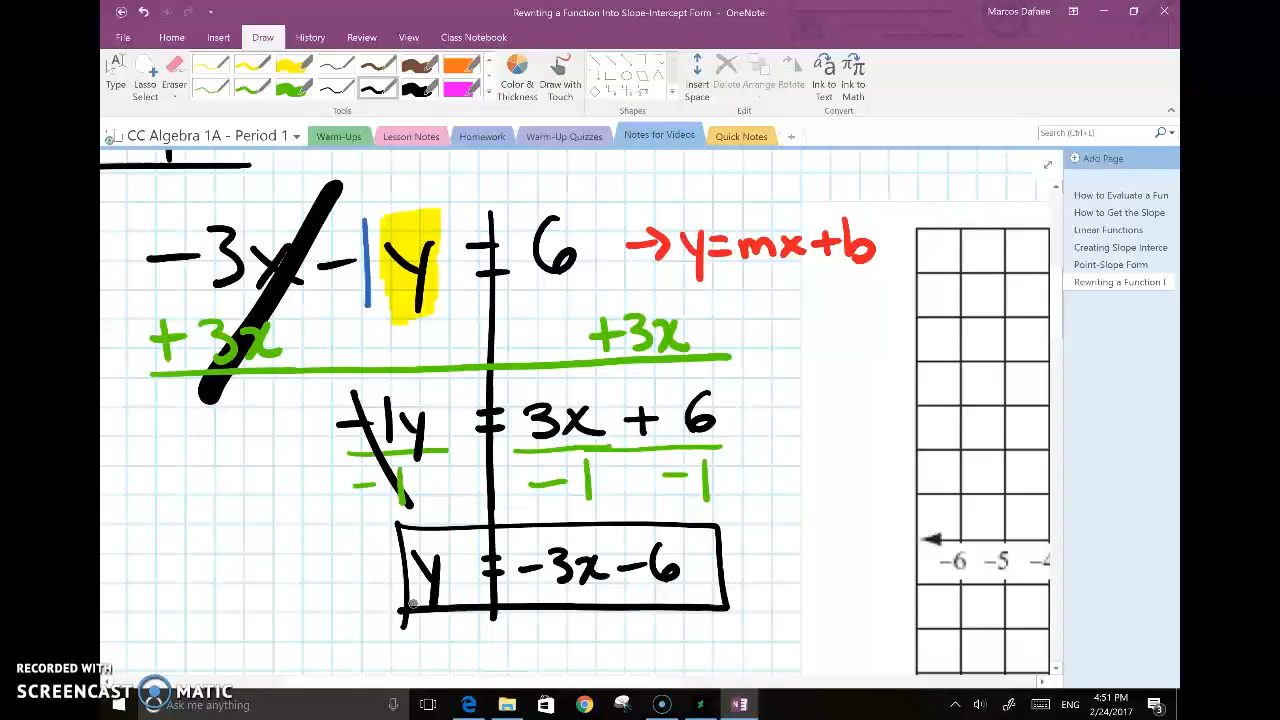 Rewriting a Function Into Slope-Intercept Form - OneNote
Marcos Dafaee
File Home Insert Draw History Review View Class Notebook
Type
Lasso Select
Eraser
Color & Thickness
Draw with Touch
Insert Space
Delete Arrange Rotate
Ink to Text
Ink to Math
Tools
Shapes
Edit
Convert
CC Algebra 1A - Period 1
Warm-Ups
Lesson Notes
Homework
Warm-Up Quizzes
Notes for Videos
Quick Notes
+
Search (Ctrl+E)
Add Page
How to Evaluate a Fun
How to Get the Slope
Linear Functions
Creating Slope Interce
Point-Slope Form
Rewriting a Function I
-3x - 1y = 6 → y=mx+b
+3x +3x
-1y = 3x + 6
-1 -1 -1
y = -3x - 6
-6 -5 -4
RECORDED WITH
SCREENCAST MATIC
Ask me anything
ENG
4:51 PM
2/24/2017